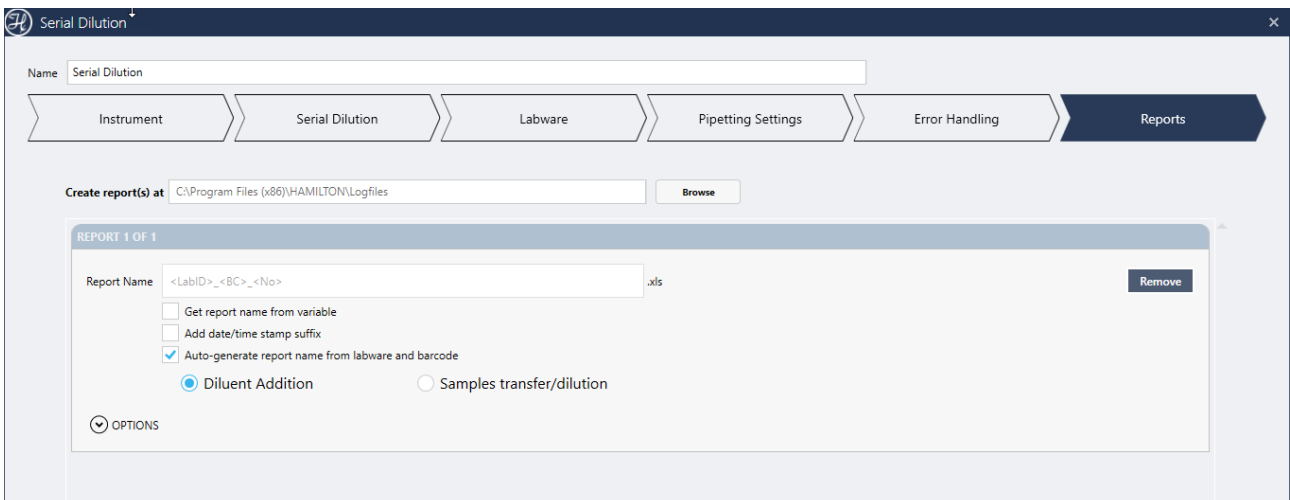 Serial Dilution
Name Serial Dilution
Instrument Serial Dilution Labware Pipetting Settings Error Handling Reports
Create report(s) at C:\Program Files (x86)\HAMILTON\Logfiles Browse
REPORT 1 OF 1
Report Name <LabID>_<BC>_<No> .xls Remove
Get report name from variable
Add date/time stamp suffix
Auto-generate report name from labware and barcode
Diluent Addition Samples transfer/dilution
OPTIONS